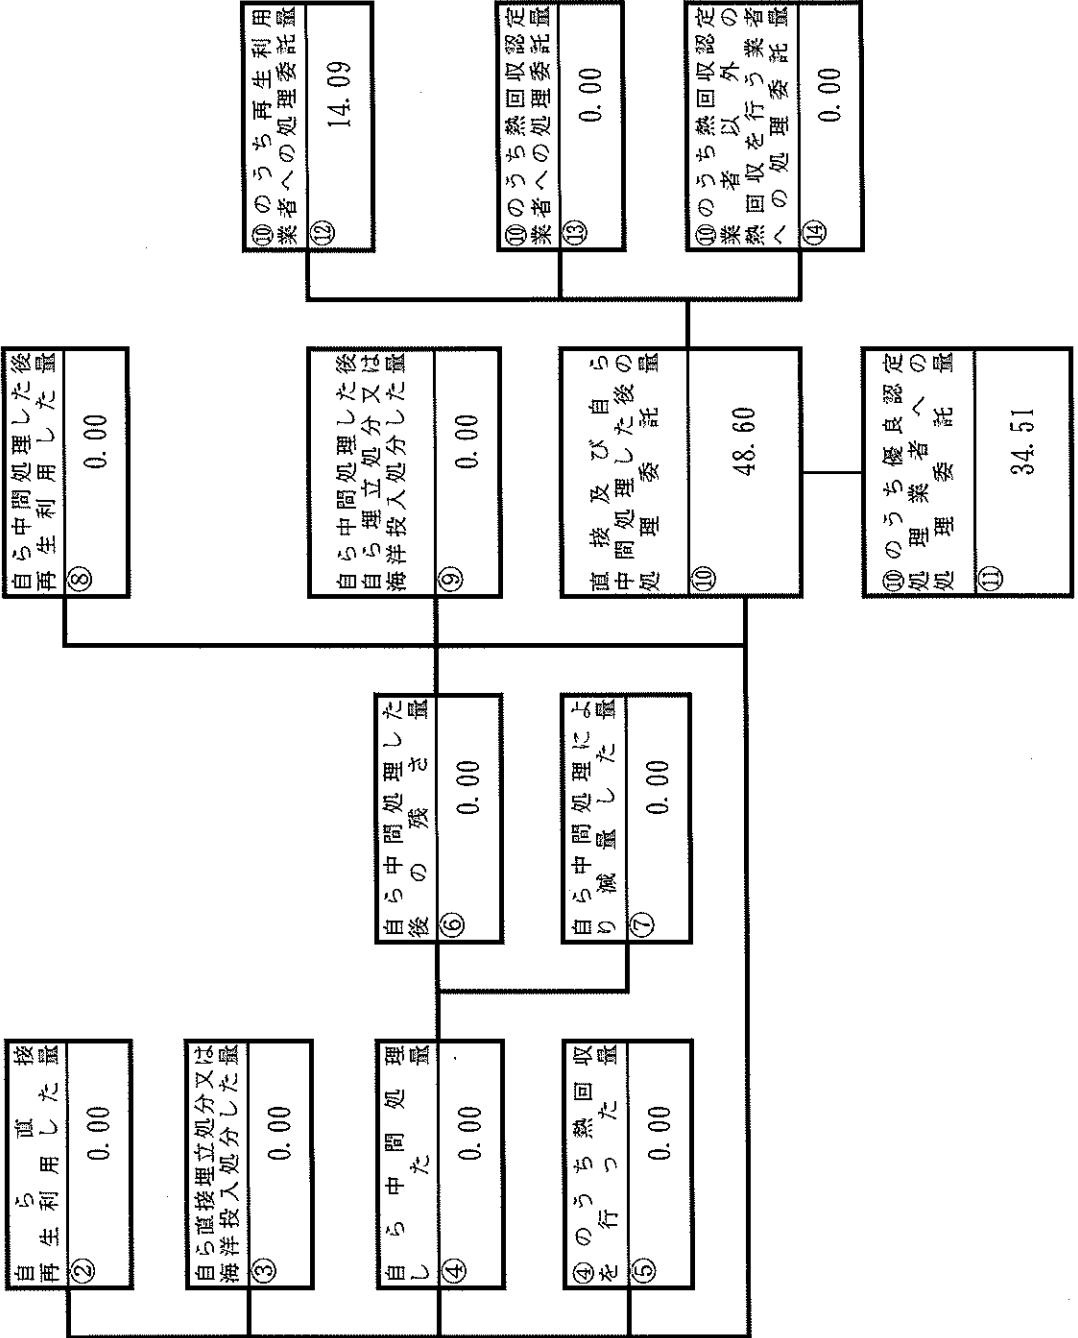 自ら直接
再生利用した量
②
0.00
自ら直接埋立処分又は
海洋投入処分した量
③
0.00
自ら中間処理
した量
④
0.00
④のうち熱回収
を行った量
⑤
0.00
自ら中間処理した
後の残さ量
⑥
0.00
自ら中間処理によ
り減量した量
⑦
0.00
自ら中間処理した後
再生利用した量
⑧
0.00
自ら中間処理した後
自ら埋立処分又は
海洋投入処分した量
⑨
0.00
直接及び自ら
中間処理した後の
処理委託量
⑩
48.60
⑩のうち優良認定
処理業者への
処理委託量
⑪
34.51
⑩のうち再生利用
業者への処理委託量
⑫
14.09
⑩のうち熱回収認定
業者への処理委託量
⑬
0.00
⑩のうち熱回収認定
業者以外の
熱回収を行う業者
への処理委託量
⑭
0.00